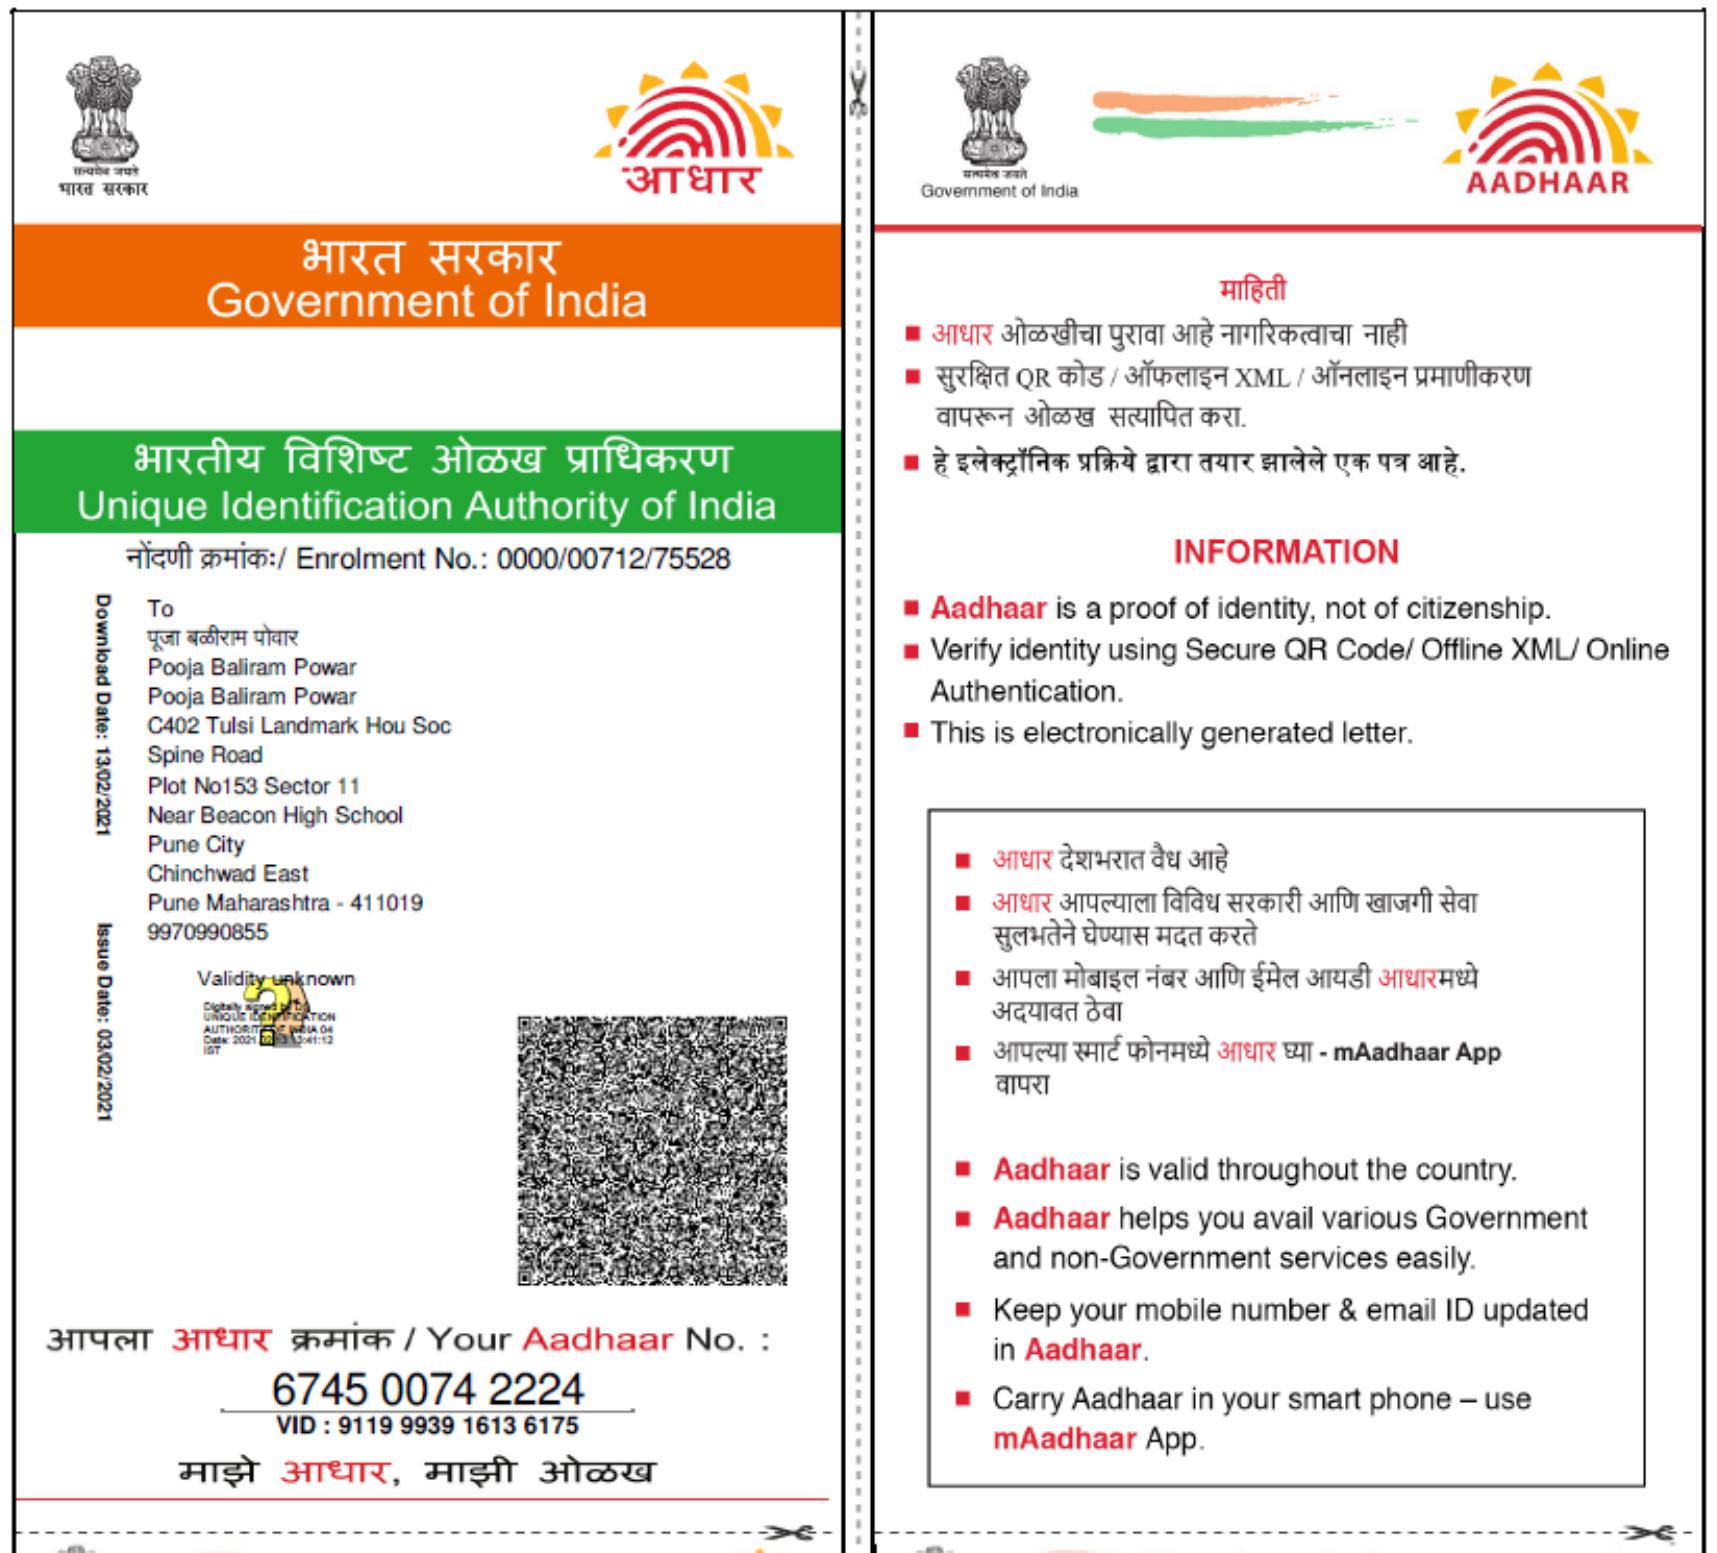 सत्यमेव जयते
भारत सरकार
आधार
भारत सरकार
Government of India
भारतीय विशिष्ट ओळख प्राधिकरण
Unique Identification Authority of India
नोंदणी क्रमांक:/ Enrolment No.: 0000/00712/75528
Download Date: 13/02/2021
Issue Date: 03/02/2021
To
पूजा बळीराम पोवार
Pooja Baliram Powar
Pooja Baliram Powar
C402 Tulsi Landmark Hou Soc
Spine Road
Plot No153 Sector 11
Near Beacon High School
Pune City
Chinchwad East
Pune Maharashtra - 411019
9970990855
Validity unknown
Digitally signed by
UNIQUE IDENTIFICATION
AUTHORITY OF INDIA 04
Date: 2021 13:41:12
IST
आपला आधार क्रमांक / Your Aadhaar No. :
6745 0074 2224
VID : 9119 9939 1613 6175
माझे आधार, माझी ओळख
सत्यमेव जयते
Government of India
AADHAAR
माहिती
आधार ओळखीचा पुरावा आहे नागरिकत्वाचा नाही
सुरक्षित QR कोड / ऑफलाइन XML / ऑनलाइन प्रमाणीकरण
वापरून ओळख सत्यापित करा.
हे इलेक्ट्रॉनिक प्रक्रिये द्वारा तयार झालेले एक पत्र आहे.
INFORMATION
Aadhaar is a proof of identity, not of citizenship.
Verify identity using Secure QR Code/ Offline XML/ Online
Authentication.
This is electronically generated letter.
आधार देशभरात वैध आहे
आधार आपल्याला विविध सरकारी आणि खाजगी सेवा
सुलभतेने घेण्यास मदत करते
आपला मोबाइल नंबर आणि ईमेल आयडी आधारमध्ये
अदयावत ठेवा
आपल्या स्मार्ट फोनमध्ये आधार घ्या - mAadhaar App
वापरा
Aadhaar is valid throughout the country.
Aadhaar helps you avail various Government
and non-Government services easily.
Keep your mobile number & email ID updated
in Aadhaar.
Carry Aadhaar in your smart phone – use
mAadhaar App.